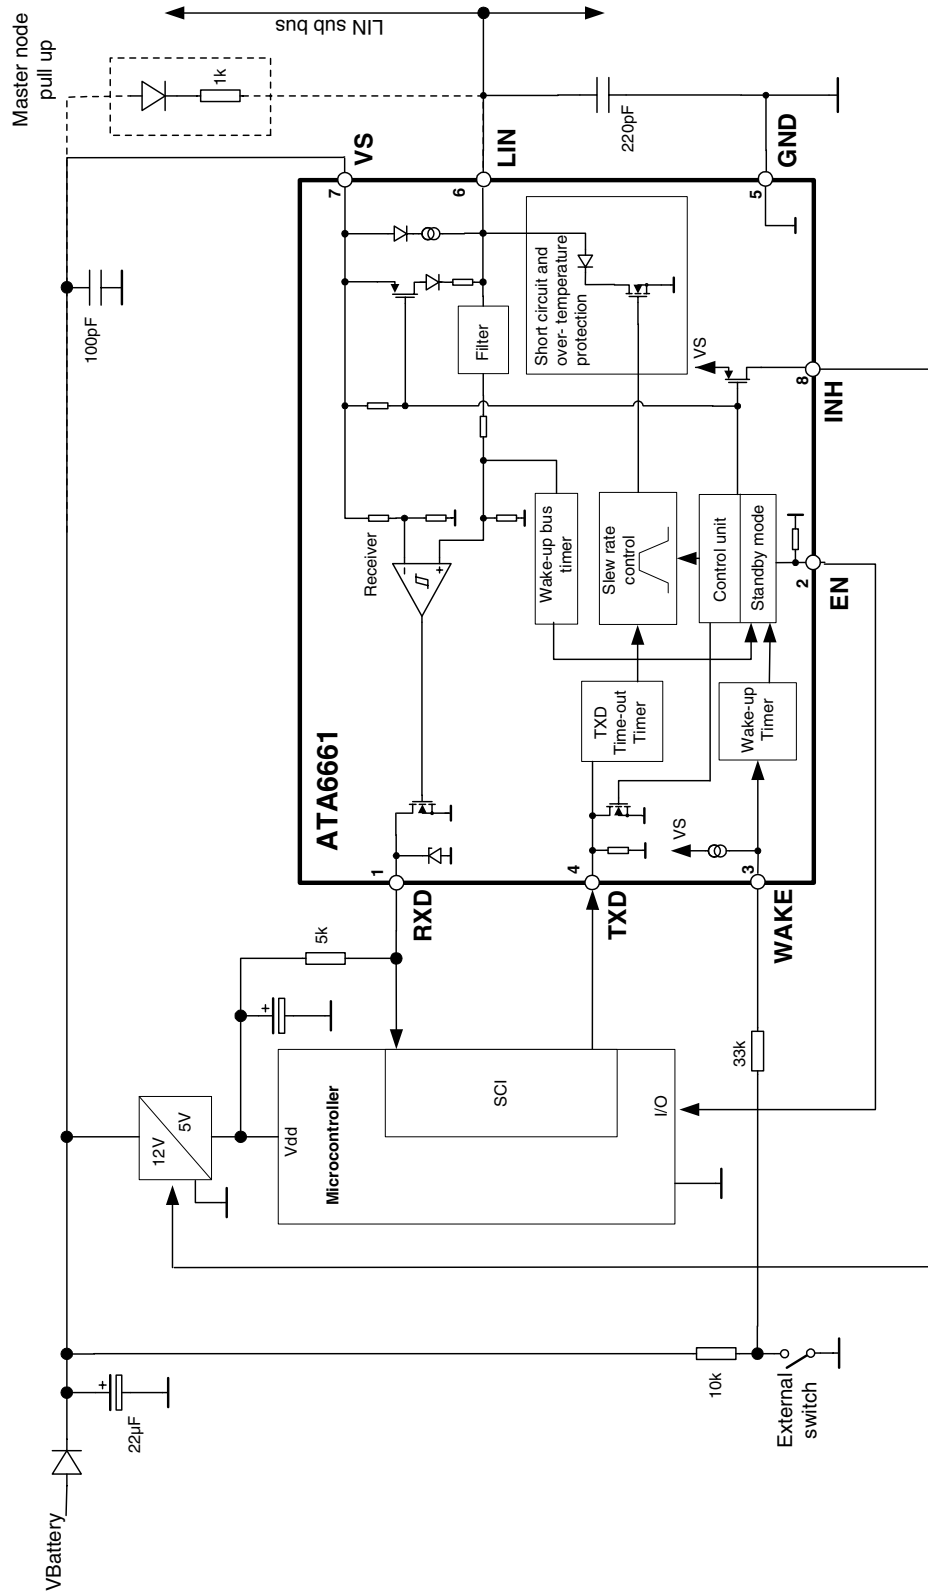 Master node
pull up
LIN sub bus
1k
VBattery
22µF
+
100pF
220pF
12V
5V
+
5k
Vdd
Microcontroller
SCI
I/O
10k
External
switch
33k
ATA6661
VS
7
LIN
6
GND
5
RXD
1
TXD
4
WAKE
3
EN
2
INH
8
Receiver
−
+
Filter
Short circuit and
over- temperature
protection
Wake-up bus
timer
Slew rate
control
TXD
Time-out
Timer
Control unit
Standby mode
Wake-up
Timer
VS
VS